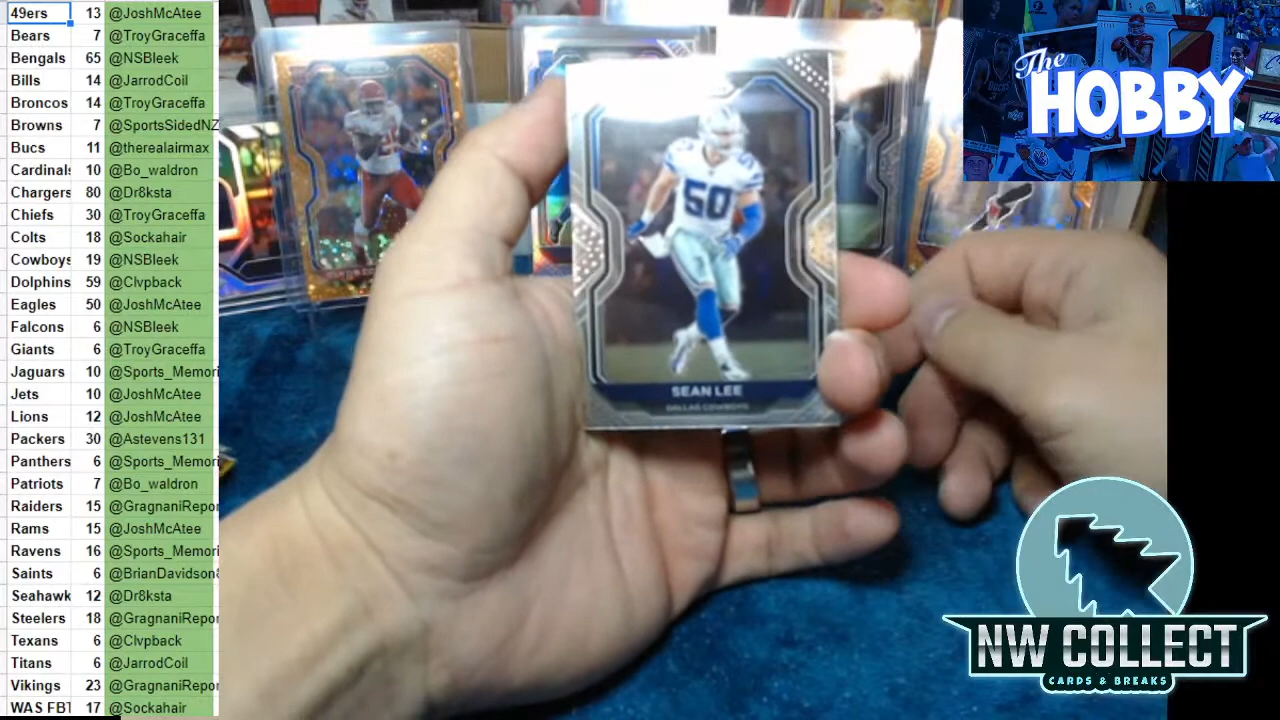 49ers 13 @JoshMcAtee
Bears 7 @TroyGraceffa
Bengals 65 @NSBleek
Bills 14 @JarrodCoil
Broncos 14 @TroyGraceffa
Browns 7 @SportsSidedNZ
Bucs 11 @therealairmax
Cardinals 10 @Bo_waldron
Chargers 80 @Dr8ksta
Chiefs 30 @TroyGraceffa
Colts 18 @Sockahair
Cowboys 19 @NSBleek
Dolphins 59 @Clvpback
Eagles 50 @JoshMcAtee
Falcons 6 @NSBleek
Giants 6 @TroyGraceffa
Jaguars 10 @Sports_Memori
Jets 10 @JoshMcAtee
Lions 12 @JoshMcAtee
Packers 30 @Astevens131
Panthers 6 @Sports_Memori
Patriots 7 @Bo_waldron
Raiders 15 @GragnaniRepor
Rams 15 @JoshMcAtee
Ravens 16 @Sports_Memori
Saints 6 @BrianDavidson8
Seahawk 12 @Dr8ksta
Steelers 18 @GragnaniRepor
Texans 6 @Clvpback
Titans 6 @JarrodCoil
Vikings 23 @GragnaniRepor
WAS FBT 17 @Sockahair
The
HOBBY
50
SEAN LEE
DALLAS COWBOYS
NW COLLECT
CARDS & BREAKS